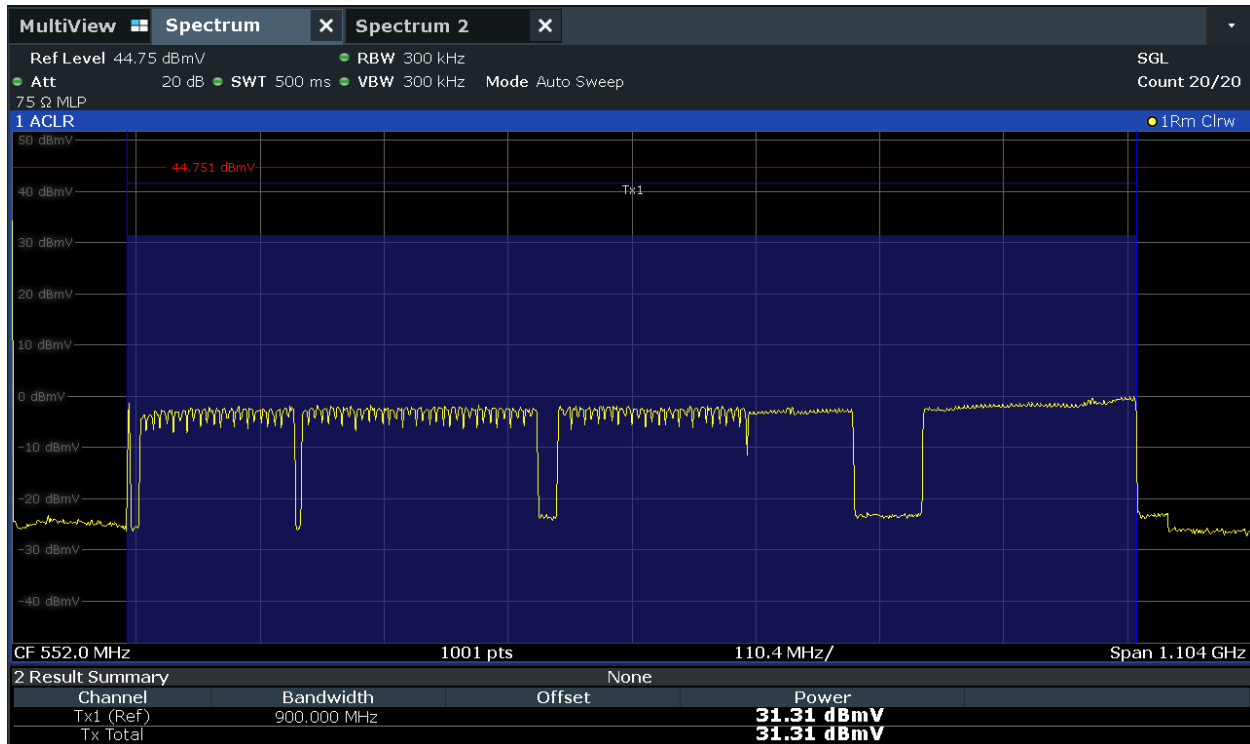 MultiView Spectrum X Spectrum 2 X
Ref Level 44.75 dBmV RBW 300 kHz SGL
Att 20 dB SWT 500 ms VBW 300 kHz Mode Auto Sweep Count 20/20
75 Ω MLP
1 ACLR 1Rm Clrw
50 dBmV
44.751 dBmV
40 dBmV Tx1
30 dBmV
20 dBmV
10 dBmV
0 dBmV
-10 dBmV
-20 dBmV
-30 dBmV
-40 dBmV
CF 552.0 MHz 1001 pts 110.4 MHz/ Span 1.104 GHz
2 Result Summary None
Channel Bandwidth Offset Power
Tx1 (Ref) 900.000 MHz 31.31 dBmV
Tx Total 31.31 dBmV